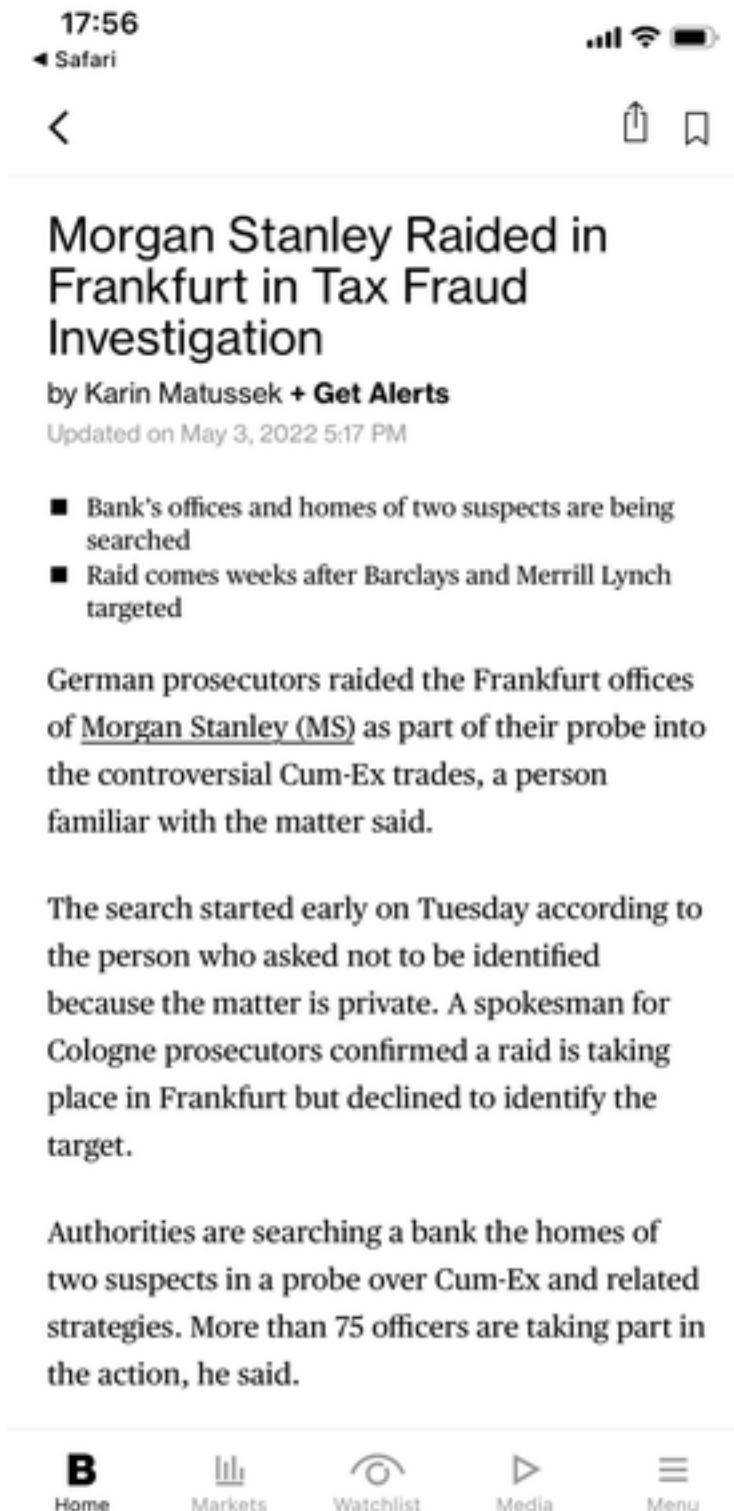 17:56
◀ Safari
Morgan Stanley Raided in
Frankfurt in Tax Fraud
Investigation
by Karin Matussek + Get Alerts
Updated on May 3, 2022 5:17 PM
■ Bank's offices and homes of two suspects are being
searched
■ Raid comes weeks after Barclays and Merrill Lynch
targeted
German prosecutors raided the Frankfurt offices
of Morgan Stanley (MS) as part of their probe into
the controversial Cum-Ex trades, a person
familiar with the matter said.
The search started early on Tuesday according to
the person who asked not to be identified
because the matter is private. A spokesman for
Cologne prosecutors confirmed a raid is taking
place in Frankfurt but declined to identify the
target.
Authorities are searching a bank the homes of
two suspects in a probe over Cum-Ex and related
strategies. More than 75 officers are taking part in
the action, he said.
B
Home Markets Watchlist Media Menu